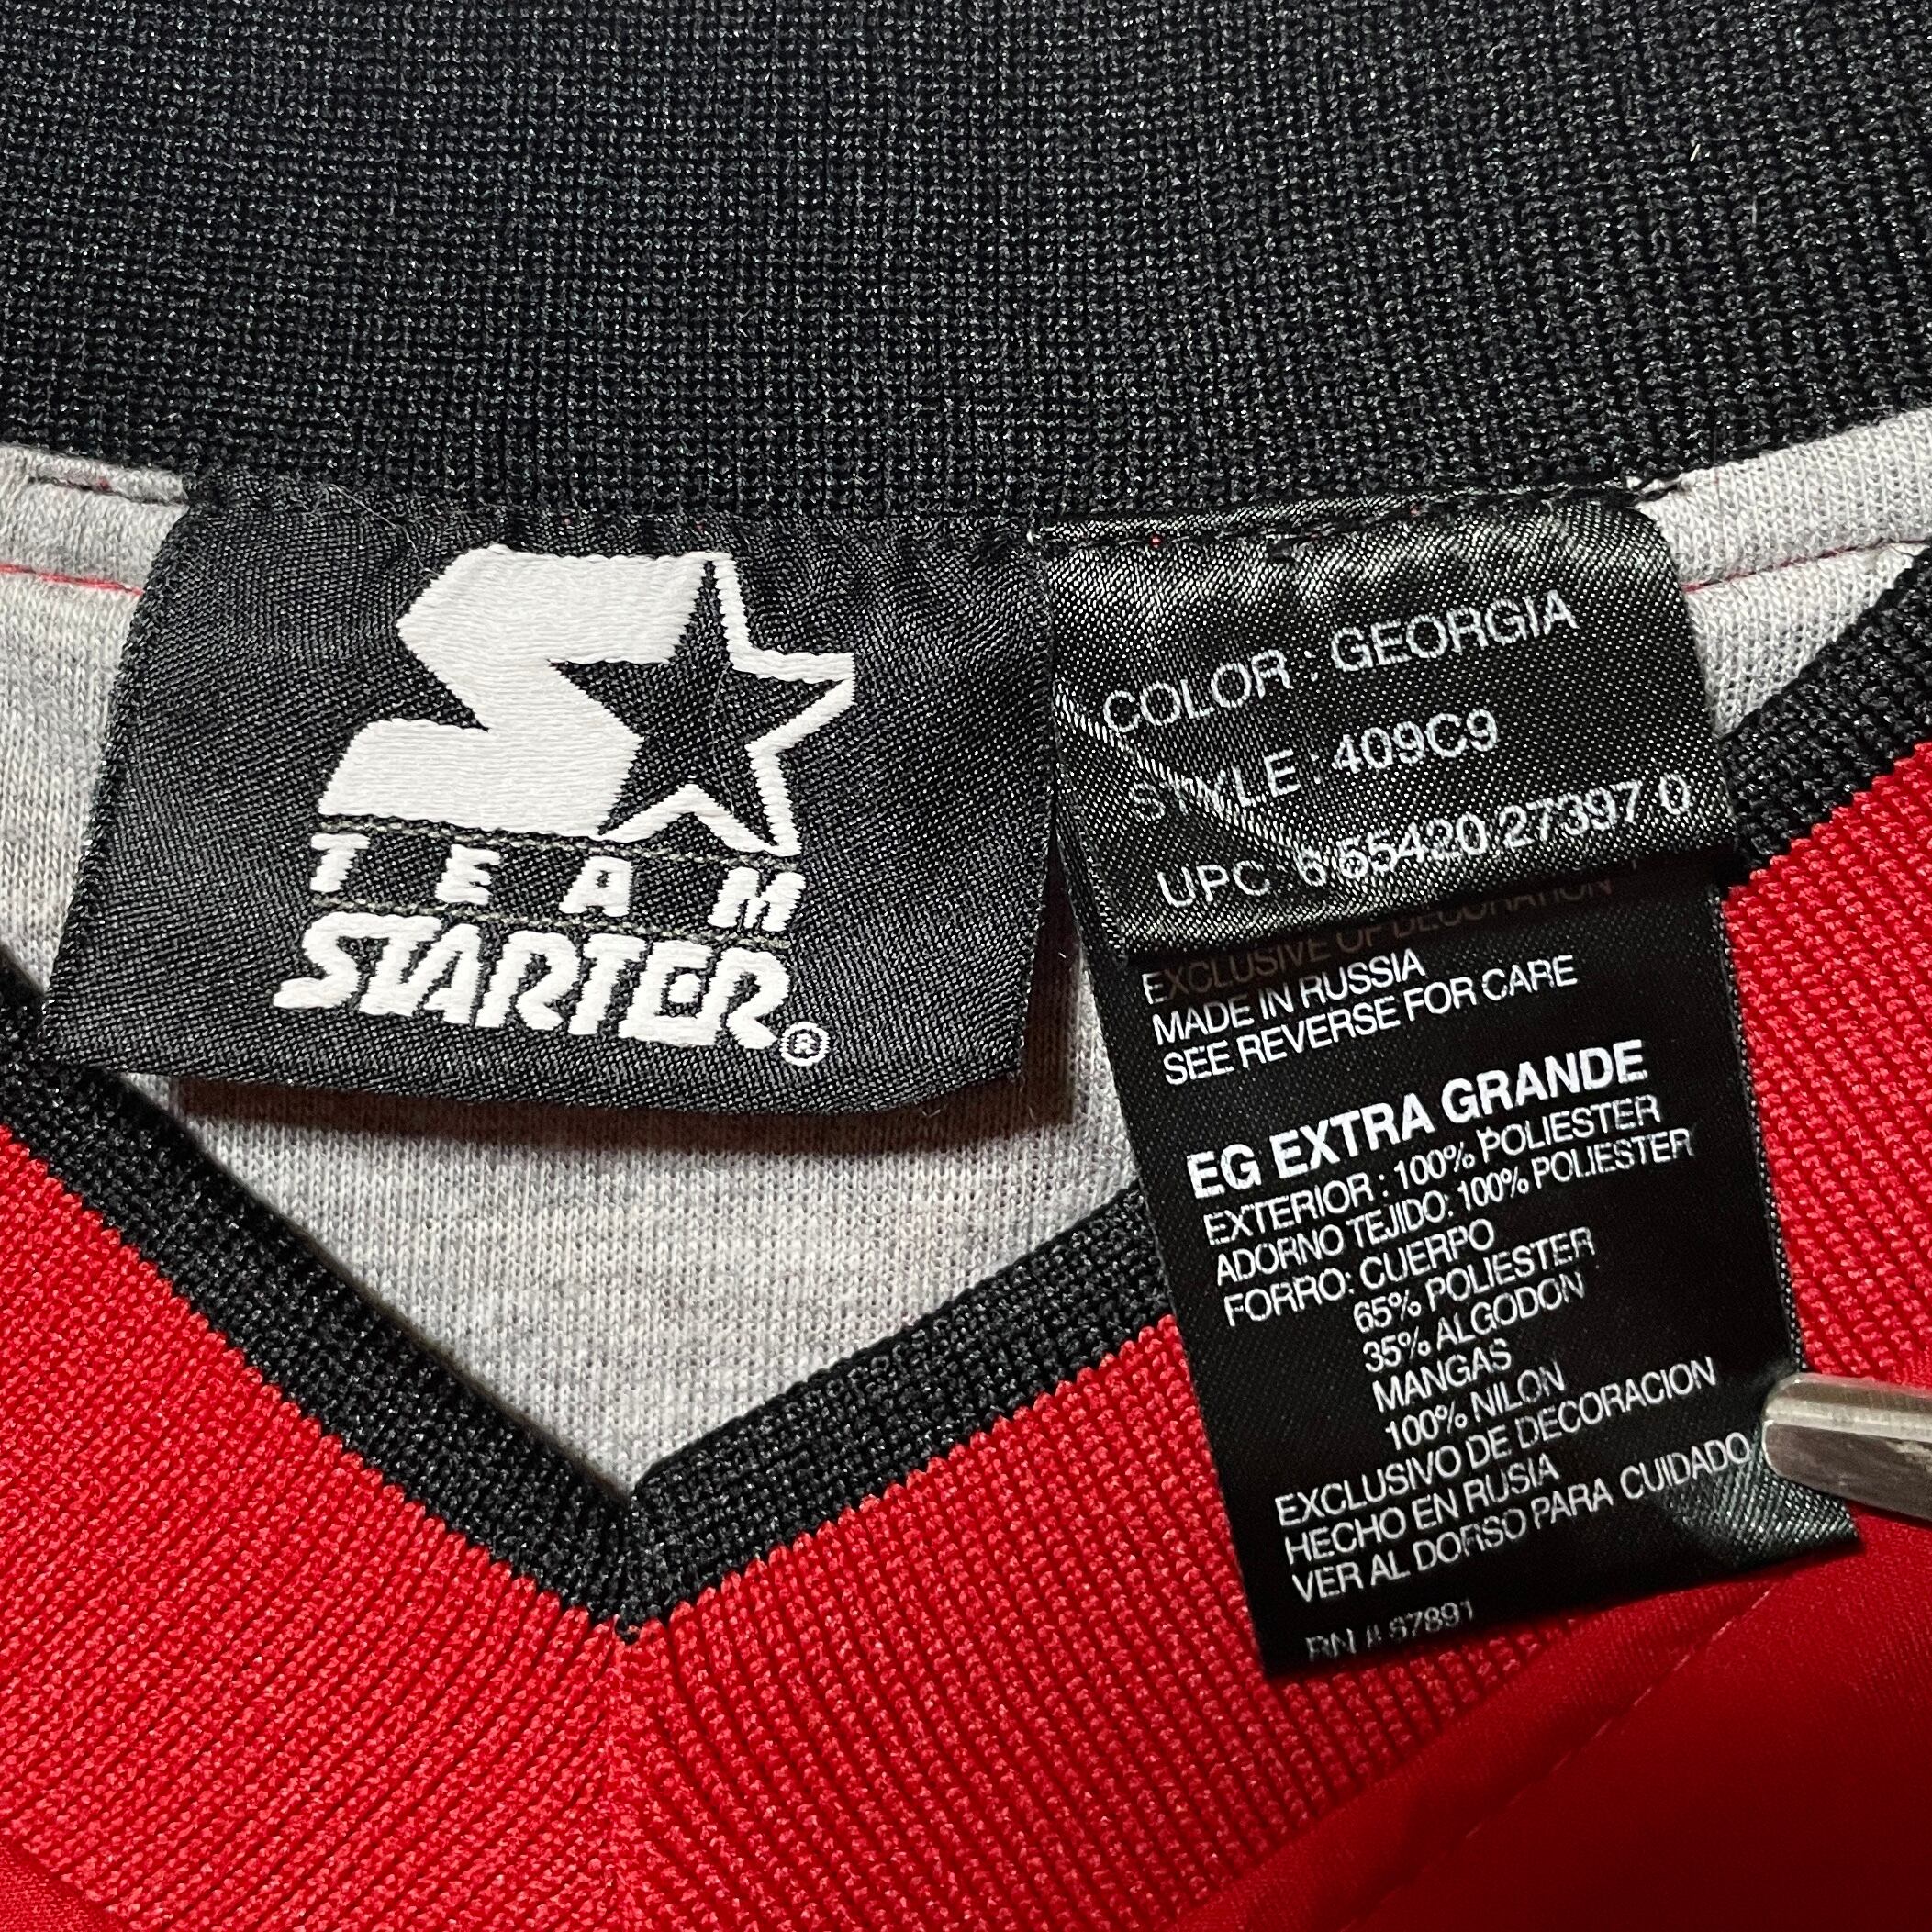 TEAM
STARTER®
COLOR : GEORGIA
STYLE : 409C9
UPC 6 65420 27397 0
EXCLUSIVE OF DECORATION
MADE IN RUSSIA
SEE REVERSE FOR CARE
EG EXTRA GRANDE
EXTERIOR : 100% POLIESTER
ADORNO TEJIDO: 100% POLIESTER
FORRO: CUERPO
65% POLIESTER
35% ALGODON
MANGAS
100% NILON
EXCLUSIVO DE DECORACION
HECHO EN RUSIA
VER AL DORSO PARA CUIDADO
RN # 67891